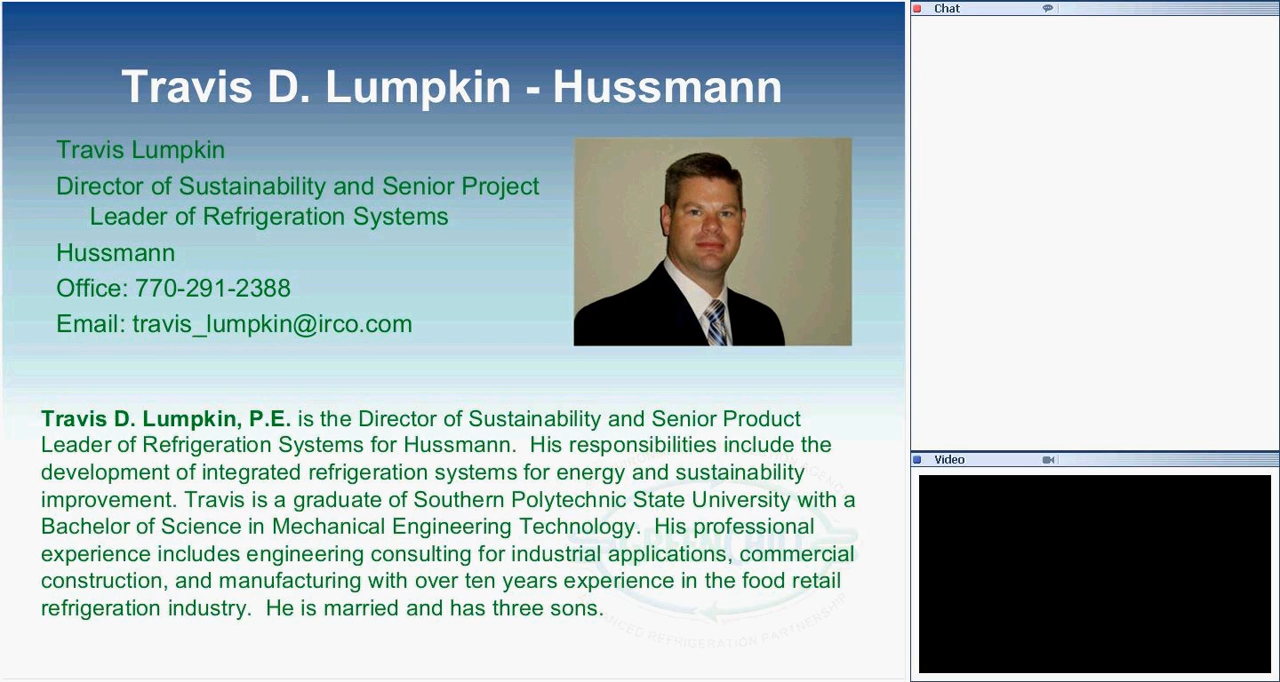 Travis D. Lumpkin - Hussmann
Travis Lumpkin
Director of Sustainability and Senior Project
Leader of Refrigeration Systems
Hussmann
Office: 770-291-2388
Email: travis_lumpkin@irco.com
Travis D. Lumpkin, P.E. is the Director of Sustainability and Senior Product
Leader of Refrigeration Systems for Hussmann.  His responsibilities include the
development of integrated refrigeration systems for energy and sustainability
improvement. Travis is a graduate of Southern Polytechnic State University with a
Bachelor of Science in Mechanical Engineering Technology.  His professional
experience includes engineering consulting for industrial applications, commercial
construction, and manufacturing with over ten years experience in the food retail
refrigeration industry.  He is married and has three sons.
GREENCHILL
ADVANCED REFRIGERATION PARTNERSHIP
Chat
Video